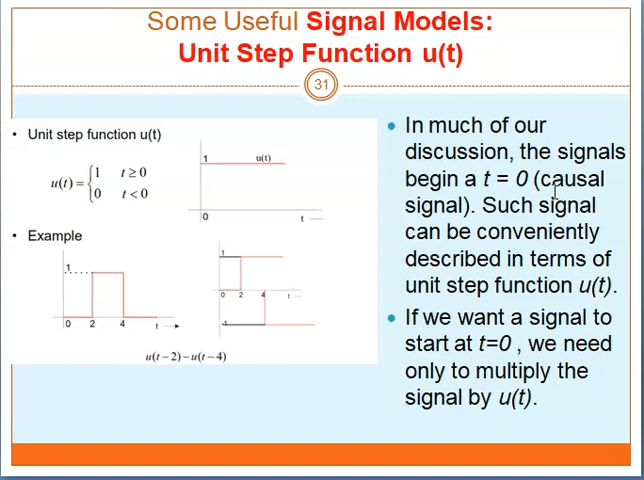 Some Useful Signal Models:
Unit Step Function u(t)
31
• Unit step function u(t)
u(t) = { 1 t ≥ 0
0 t < 0
1 u(t)
0 t
• Example
1
0 2 4 t
1
0 2 4 t
-1
u(t − 2) − u(t − 4)
• In much of our
discussion, the signals
begin a t = 0 (causal
signal). Such signal
can be conveniently
described in terms of
unit step function u(t).
• If we want a signal to
start at t=0 , we need
only to multiply the
signal by u(t).